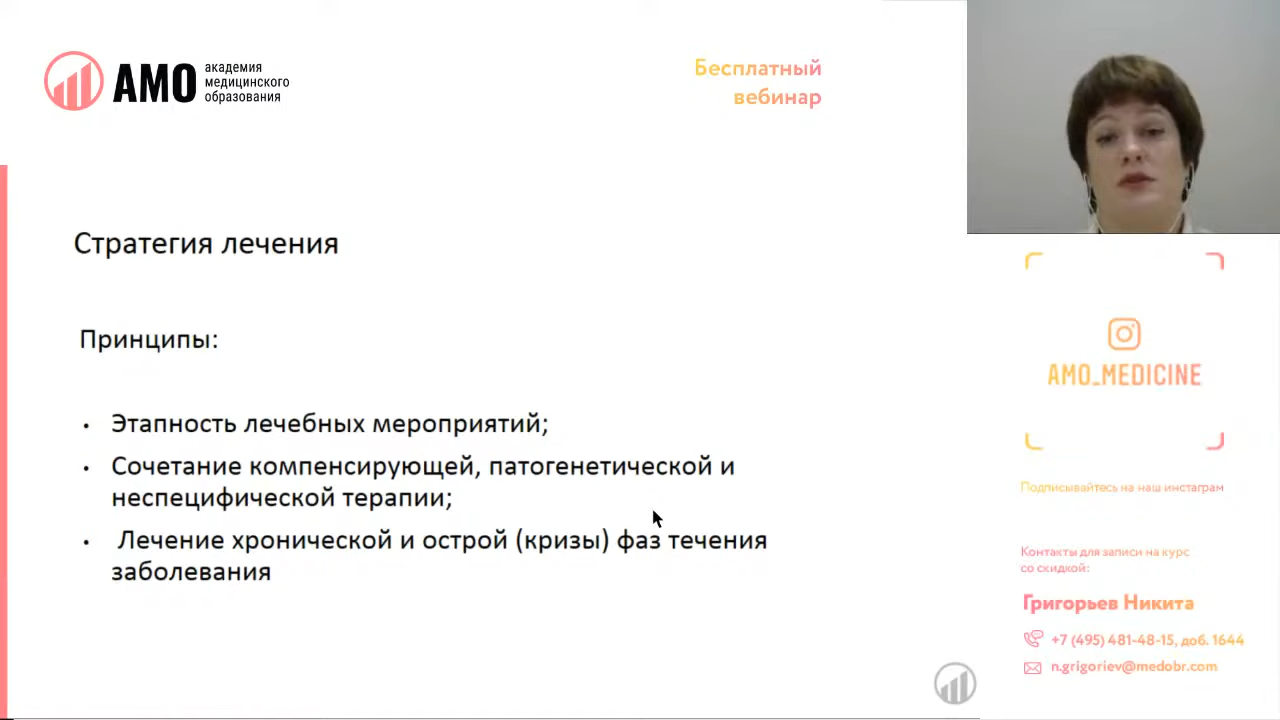 АМО
академия
медицинского
образования
Бесплатный
вебинар
Стратегия лечения
Принципы:
• Этапность лечебных мероприятий;
• Сочетание компенсирующей, патогенетической и
неспецифической терапии;
• Лечение хронической и острой (кризы) фаз течения
заболевания
AMO_MEDICINE
Подписывайтесь на наш инстаграм
Контакты для записи на курс
со скидкой:
Григорьев Никита
+7 (495) 481-48-15, доб. 1644
n.grigoriev@medobr.com